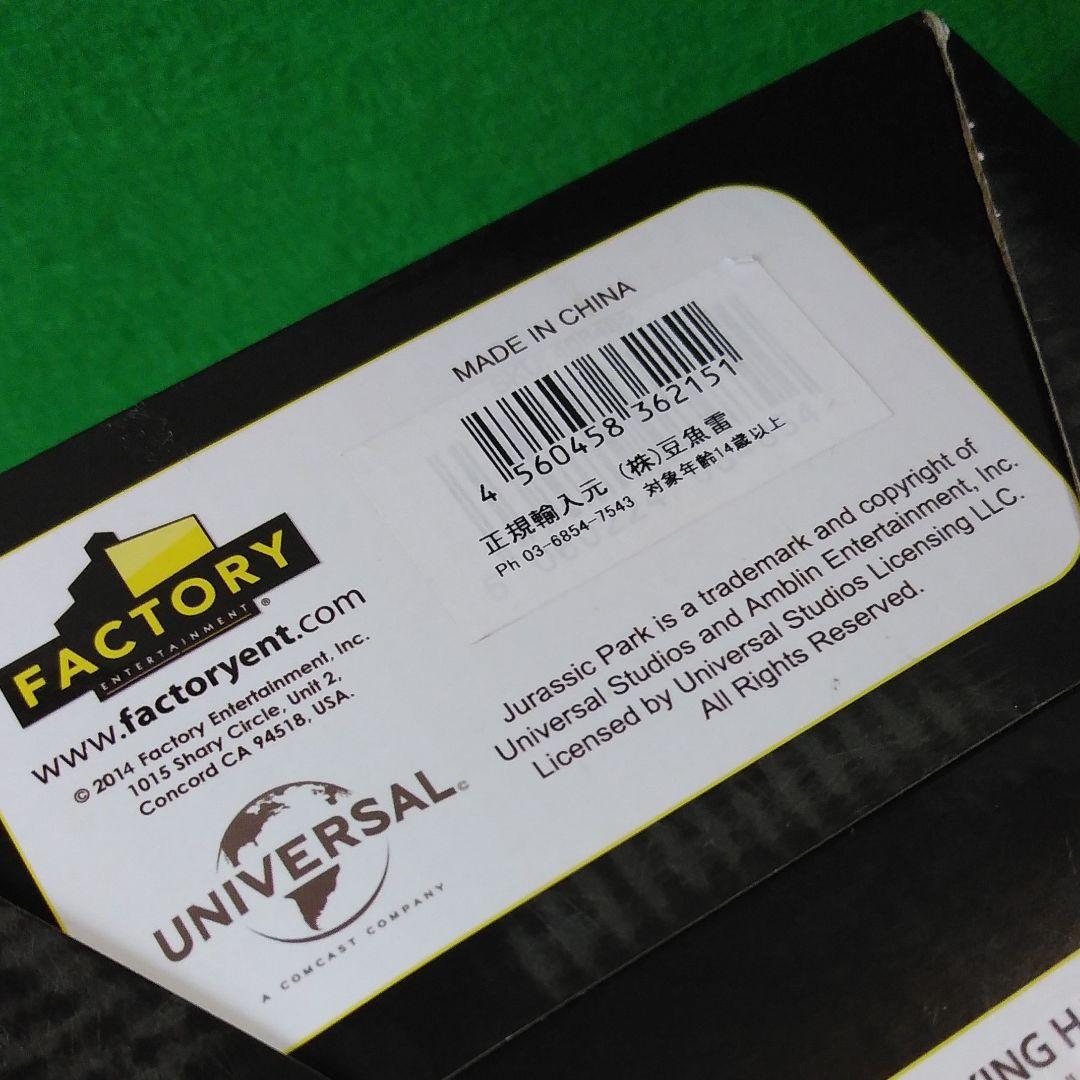 MADE IN CHINA
4 560458 362151
正規輸入元 (株)豆魚雷
Ph 03-6854-7543 対象年齢14歳以上
FACTORY
ENTERTAINMENT®
www.factoryent.com
© 2014 Factory Entertainment, Inc.
1015 Shary Circle, Unit 2,
Concord CA 94518, USA.
Jurassic Park is a trademark and copyright of
Universal Studios and Amblin Entertainment, Inc.
Licensed by Universal Studios Licensing LLC.
All Rights Reserved.
UNIVERSAL©
A COMCAST COMPANY